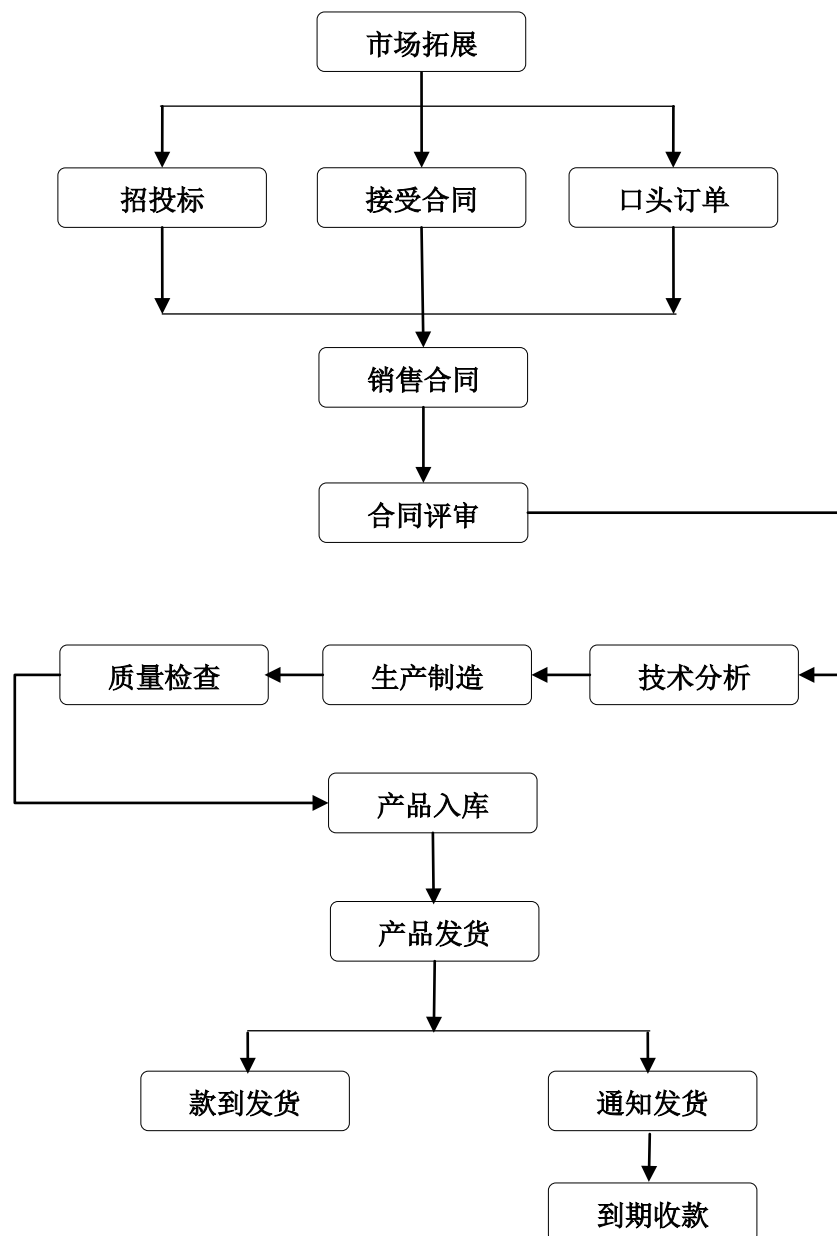 市场拓展
招投标
接受合同
口头订单
销售合同
合同评审
质量检查
生产制造
技术分析
产品入库
产品发货
款到发货
通知发货
到期收款